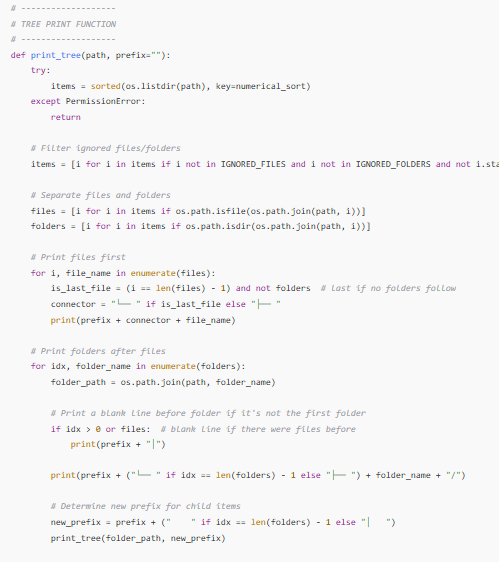 # -------------------
# TREE PRINT FUNCTION
# -------------------
def print_tree(path, prefix=""):
    try:
        items = sorted(os.listdir(path), key=numerical_sort)
    except PermissionError:
        return

    # Filter ignored files/folders
    items = [i for i in items if i not in IGNORED_FILES and i not in IGNORED_FOLDERS and not i.sta

    # Separate files and folders
    files = [i for i in items if os.path.isfile(os.path.join(path, i))]
    folders = [i for i in items if os.path.isdir(os.path.join(path, i))]

    # Print files first
    for i, file_name in enumerate(files):
        is_last_file = (i == len(files) - 1) and not folders  # last if no folders follow
        connector = "└── " if is_last_file else "├── "
        print(prefix + connector + file_name)

    # Print folders after files
    for idx, folder_name in enumerate(folders):
        folder_path = os.path.join(path, folder_name)

        # Print a blank line before folder if it's not the first folder
        if idx > 0 or files:  # blank line if there were files before
            print(prefix + "│")

        print(prefix + ("└── " if idx == len(folders) - 1 else "├── ") + folder_name + "/")

        # Determine new prefix for child items
        new_prefix = prefix + ("    " if idx == len(folders) - 1 else "│   ")
        print_tree(folder_path, new_prefix)